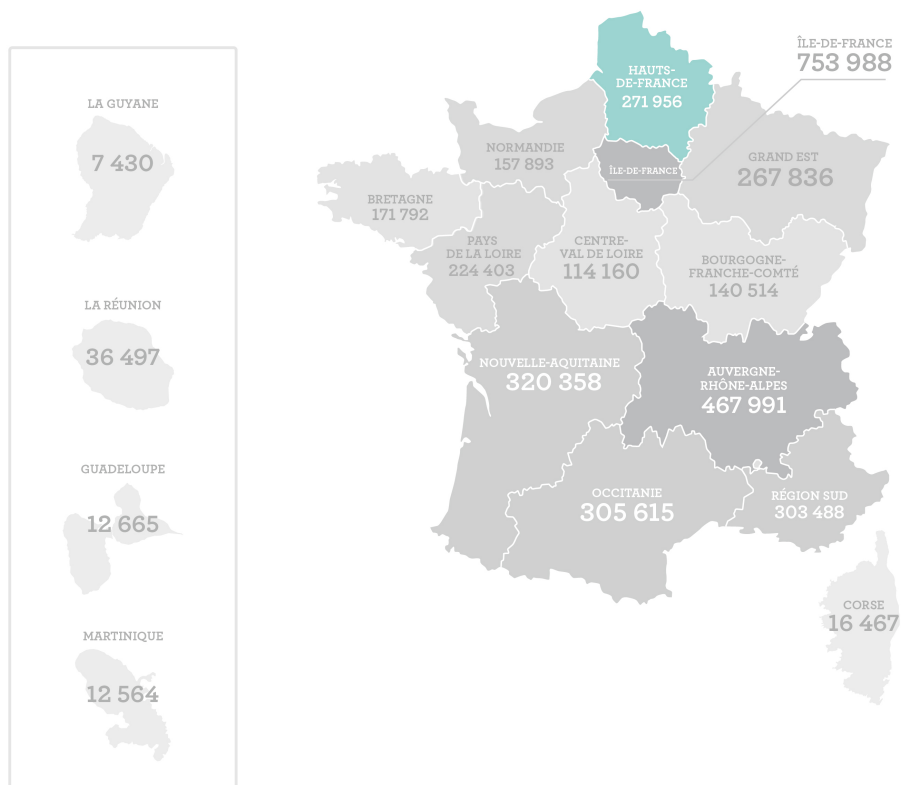 LA GUYANE
7 430
LA RÉUNION
36 497
GUADELOUPE
12 665
MARTINIQUE
12 564
ÎLE-DE-FRANCE
753 988
HAUTS-
DE-FRANCE
271 956
NORMANDIE
157 893
ÎLE-DE-FRANCE
GRAND EST
267 836
BRETAGNE
171 792
PAYS
DE LA LOIRE
224 403
CENTRE-
VAL DE LOIRE
114 160
BOURGOGNE-
FRANCHE-COMTÉ
140 514
NOUVELLE-AQUITAINE
320 358
AUVERGNE-
RHÔNE-ALPES
467 991
OCCITANIE
305 615
RÉGION SUD
303 488
CORSE
16 467